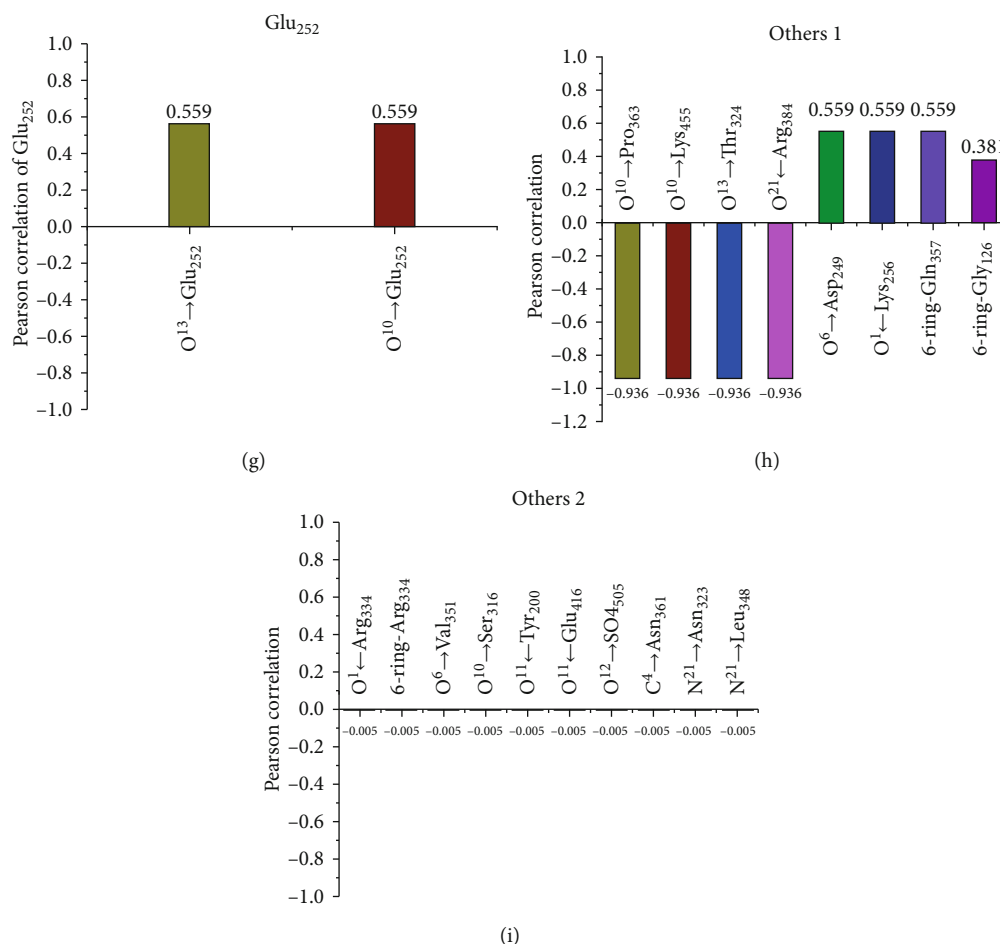 Glu252
Pearson correlation of Glu252
1.0
0.8
0.6
0.4
0.2
0.0
−0.2
−0.4
−0.6
−0.8
−1.0
0.559
0.559
O13→Glu252
O10→Glu252
(g)
Others 1
Pearson correlation
1.0
0.8
0.6
0.4
0.2
0.0
−0.2
−0.4
−0.6
−0.8
−1.0
−1.2
O10→Pro363
O10→Lys455
O13→Thr324
O21←Arg384
0.559
0.559
0.559
0.381
−0.936
−0.936
−0.936
−0.936
O6→Asp249
O1←Lys256
6-ring-Gln357
6-ring-Gly126
(h)
Others 2
Pearson correlation
1.0
0.8
0.6
0.4
0.2
0.0
−0.2
−0.4
−0.6
−0.8
−1.0
O1←Arg334
6-ring-Arg334
O6→Val351
O10→Ser316
O11←Tyr200
O11←Glu416
O12→SO4505
C4→Asn361
N21→Asn323
N21→Leu348
−0.005
−0.005
−0.005
−0.005
−0.005
−0.005
−0.005
−0.005
−0.005
−0.005
(i)